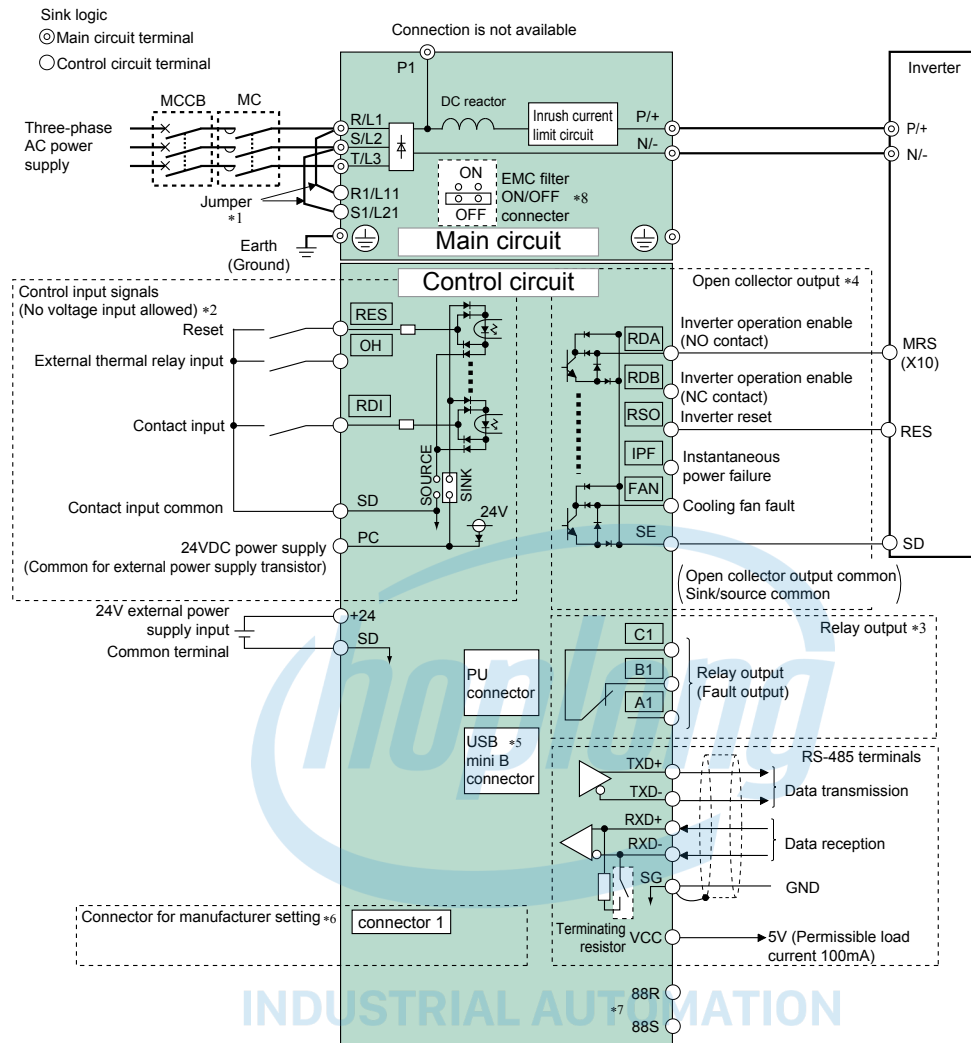 Sink logic
Main circuit terminal
Control circuit terminal
Connection is not available
P1
Inverter
MCCB
MC
DC reactor
Inrush current
limit circuit
Three-phase
AC power
supply
R/L1
S/L2
T/L3
P/+
N/-
P/+
N/-
R1/L11
S1/L21
Jumper
*1
ON
OFF
EMC filter
ON/OFF *8
connecter
Earth
(Ground)
Main circuit
Control circuit
Control input signals
(No voltage input allowed) *2
Reset
External thermal relay input
Contact input
Contact input common
24VDC power supply
(Common for external power supply transistor)
RES
OH
RDI
SD
PC
SOURCE
SINK
24V
Open collector output *4
RDA
Inverter operation enable
(NO contact)
MRS
(X10)
RDB
Inverter operation enable
(NC contact)
RSO
Inverter reset
RES
IPF
Instantaneous
power failure
FAN
Cooling fan fault
SE
SD
(Open collector output common
Sink/source common)
24V external power
supply input
Common terminal
+24
SD
Relay output *3
C1
B1
A1
Relay output
(Fault output)
PU
connector
USB *5
mini B
connector
hoplong
RS-485 terminals
TXD+
TXD-
Data transmission
RXD+
RXD-
Data reception
SG
GND
Terminating
resistor
VCC
5V (Permissible load
current 100mA)
Connector for manufacturer setting *6
connector 1
88R
*7
88S
INDUSTRIAL AUTOMATION